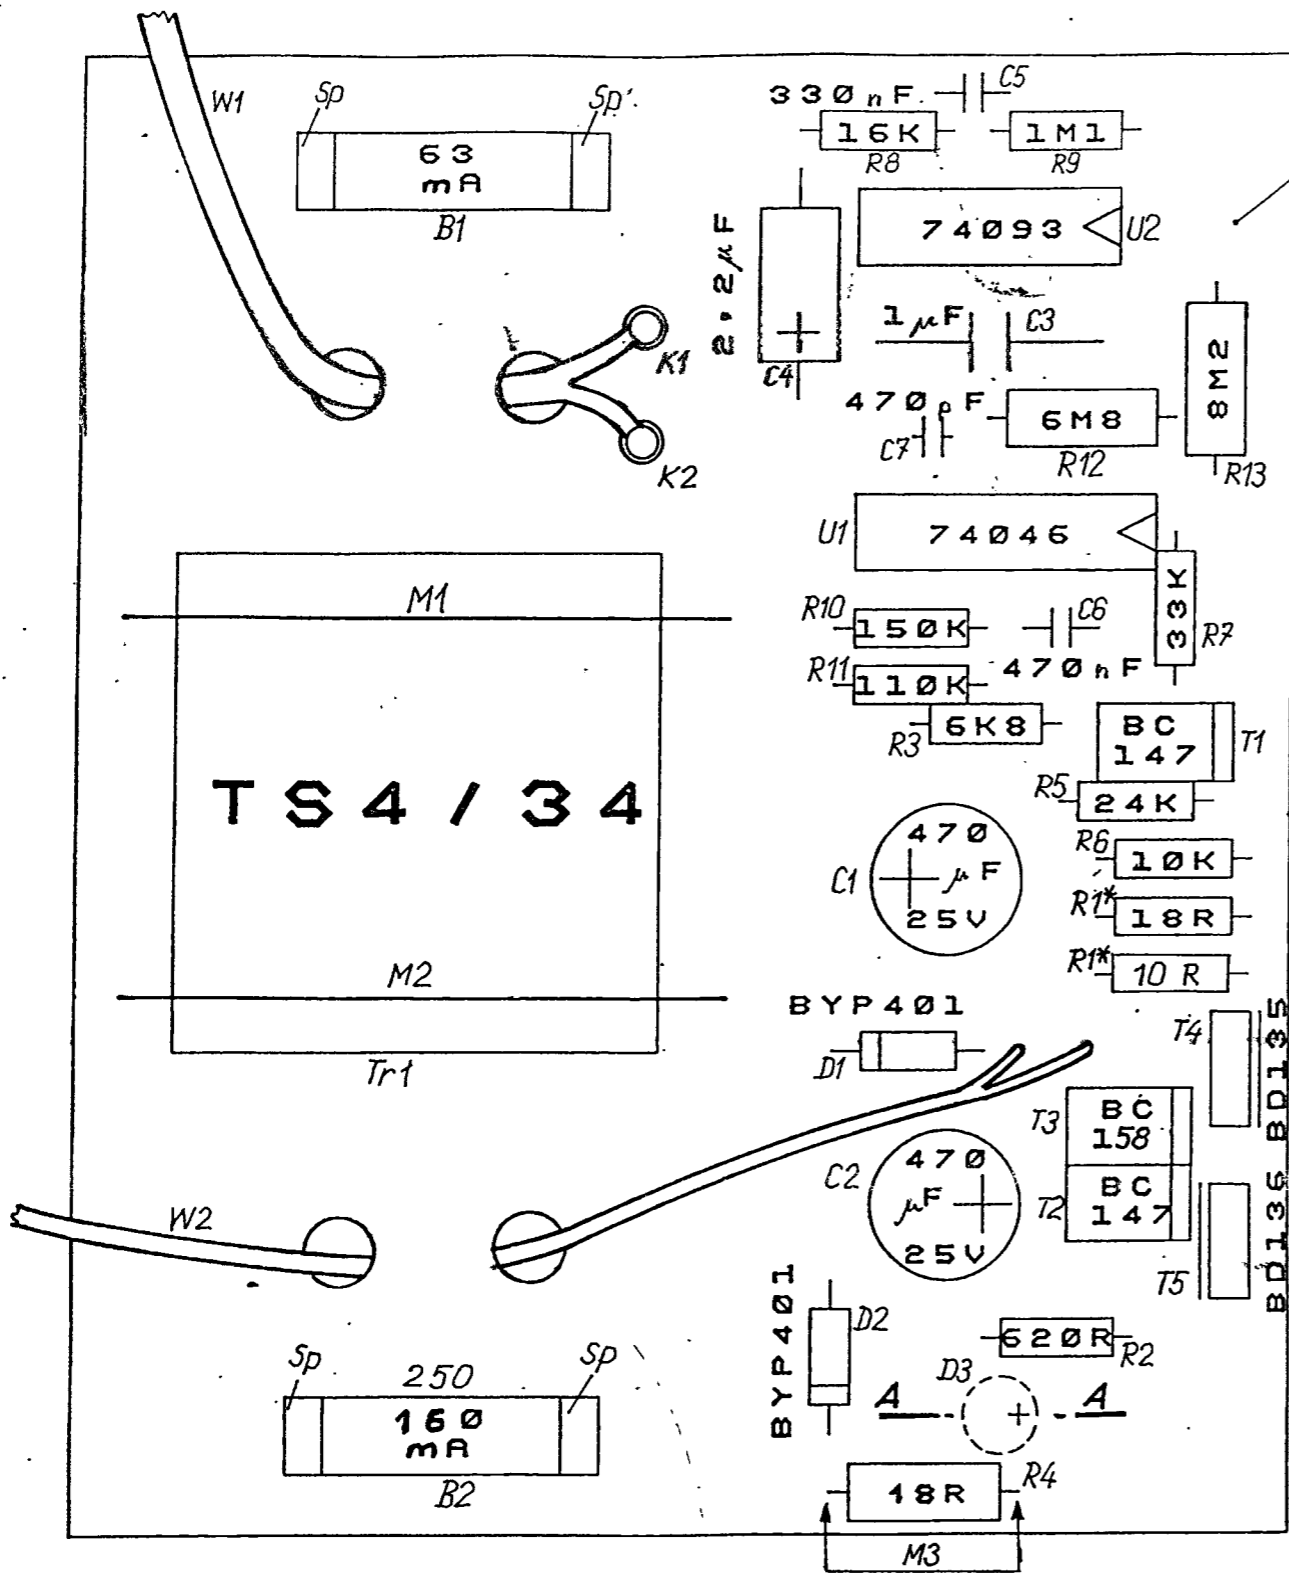 W1
Sp
Sp
63
mA
B1
330nF
C5
16K
R8
1M1
R9
74093
U2
2,2µF
C4
1µF
C3
470pF
C7
6M8
R12
8M2
R13
K1
K2
U1
74046
33K
R7
R10
150K
C6
470nF
R11
110K
R3
6K8
BC
147
T1
R5
24K
R6
10K
R1*
18R
R1*
10 R
M1
TS4/34
M2
Tr1
C1
470
µF
25V
BYP401
D1
T4
BD135
T3
BC
158
T2
BC
147
T5
BD136
C2
470
µF
25V
W2
BYP401
D2
620R
R2
D3
A
A
Sp
Sp
250
160
mA
B2
18R
R4
M3